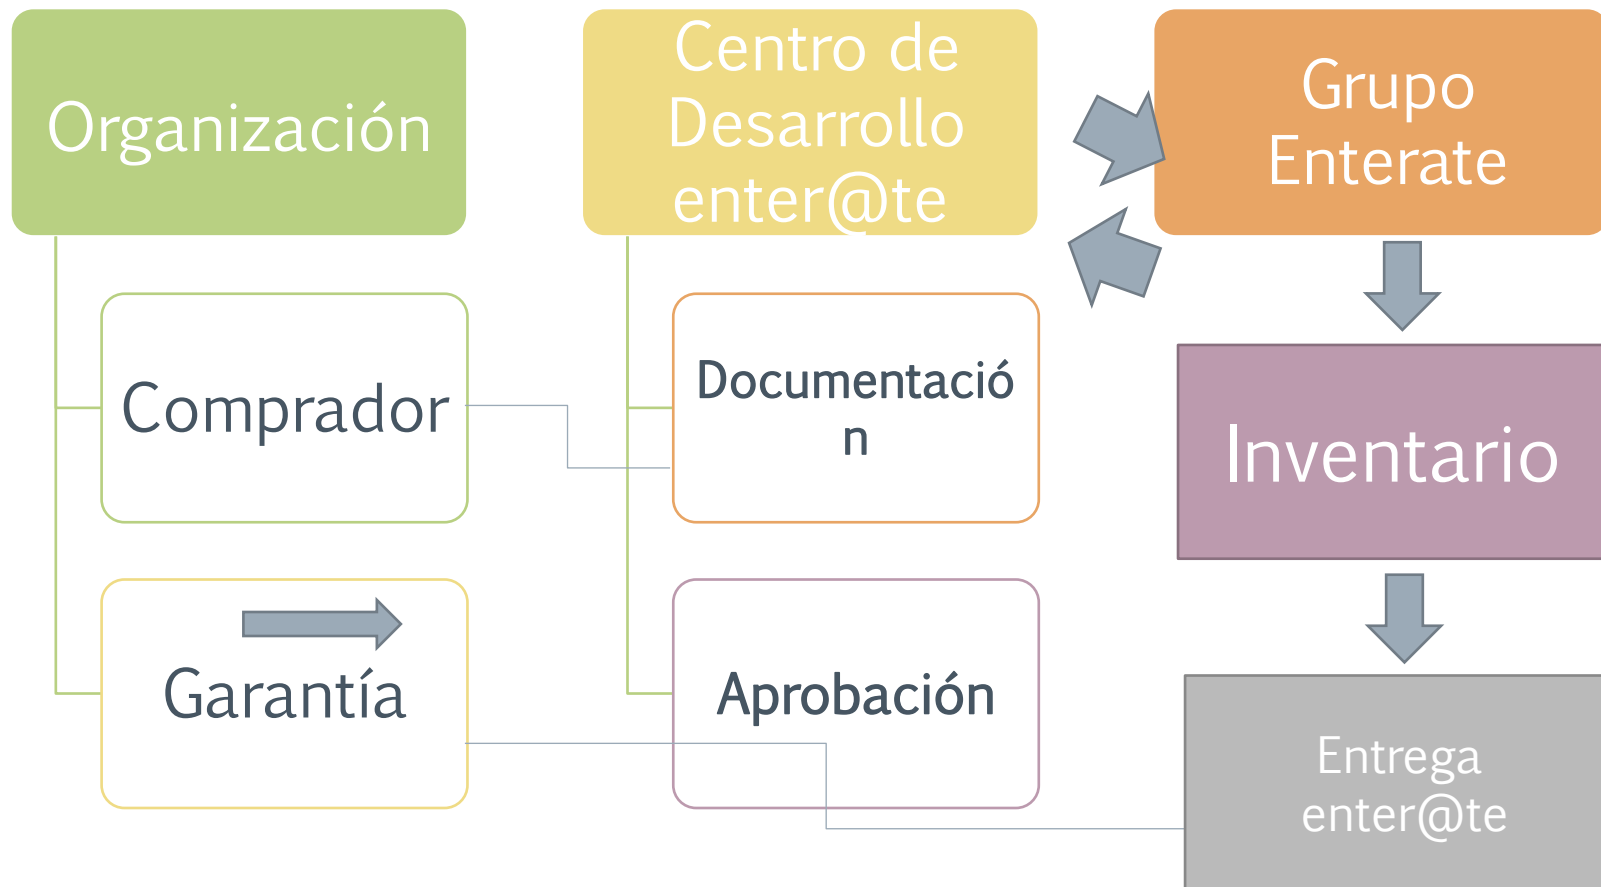 Organización
Comprador
Garantía
Centro de
Desarrollo
enter@te
Documentació
n
Aprobación
Grupo
Enterate
Inventario
Entrega
enter@te